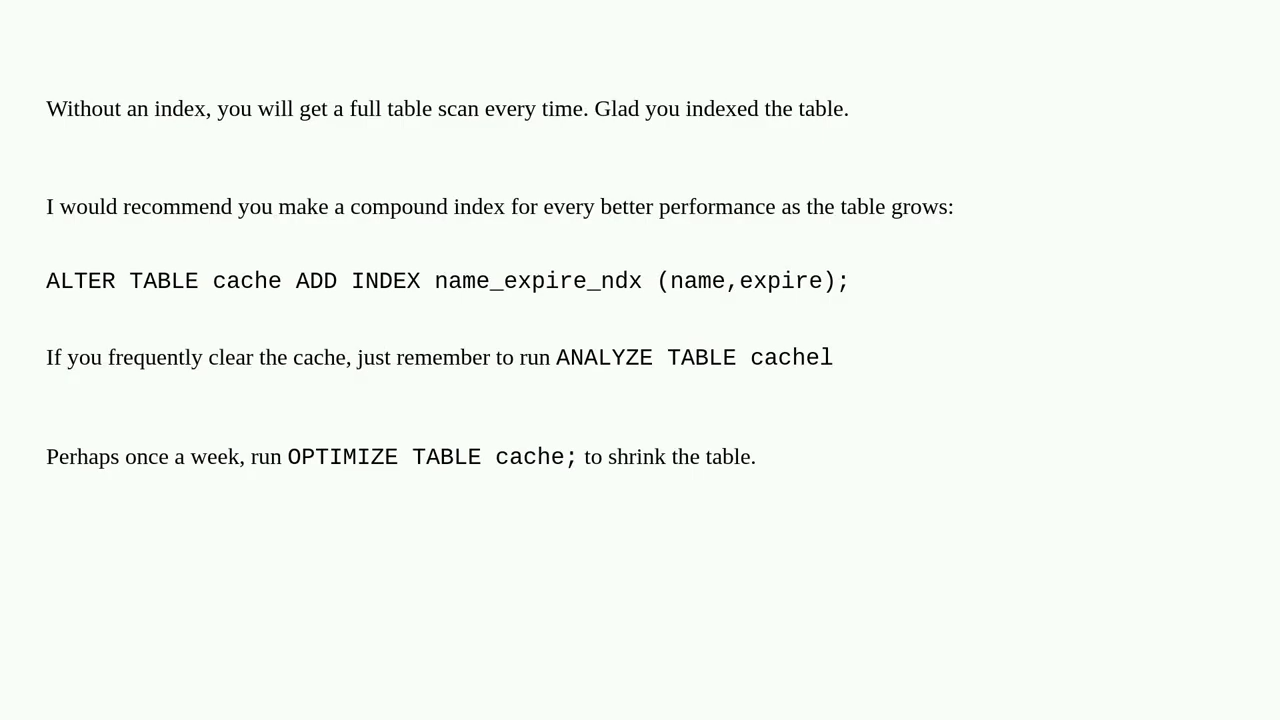 Without an index, you will get a full table scan every time. Glad you indexed the table.
I would recommend you make a compound index for every better performance as the table grows:
ALTER TABLE cache ADD INDEX name_expire_ndx (name,expire);
If you frequently clear the cache, just remember to run ANALYZE TABLE cachel
Perhaps once a week, run OPTIMIZE TABLE cache; to shrink the table.